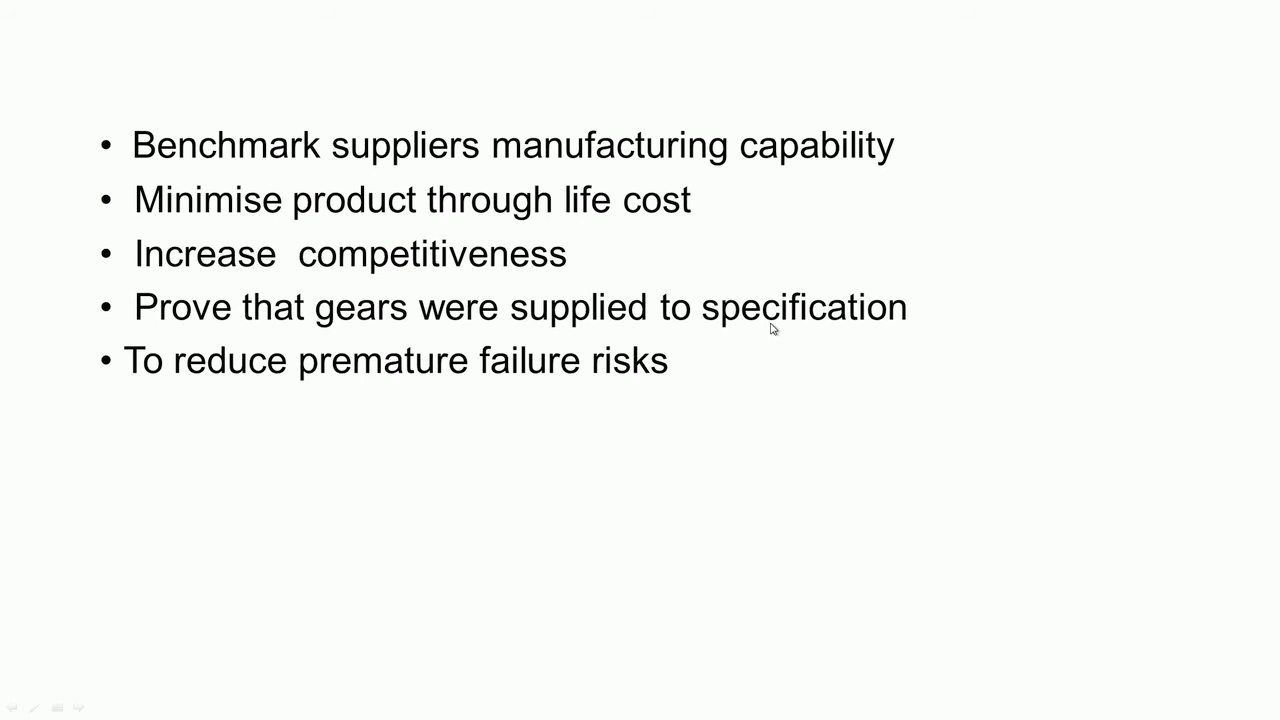 • Benchmark suppliers manufacturing capability
• Minimise product through life cost
• Increase  competitiveness
• Prove that gears were supplied to specification
• To reduce premature failure risks